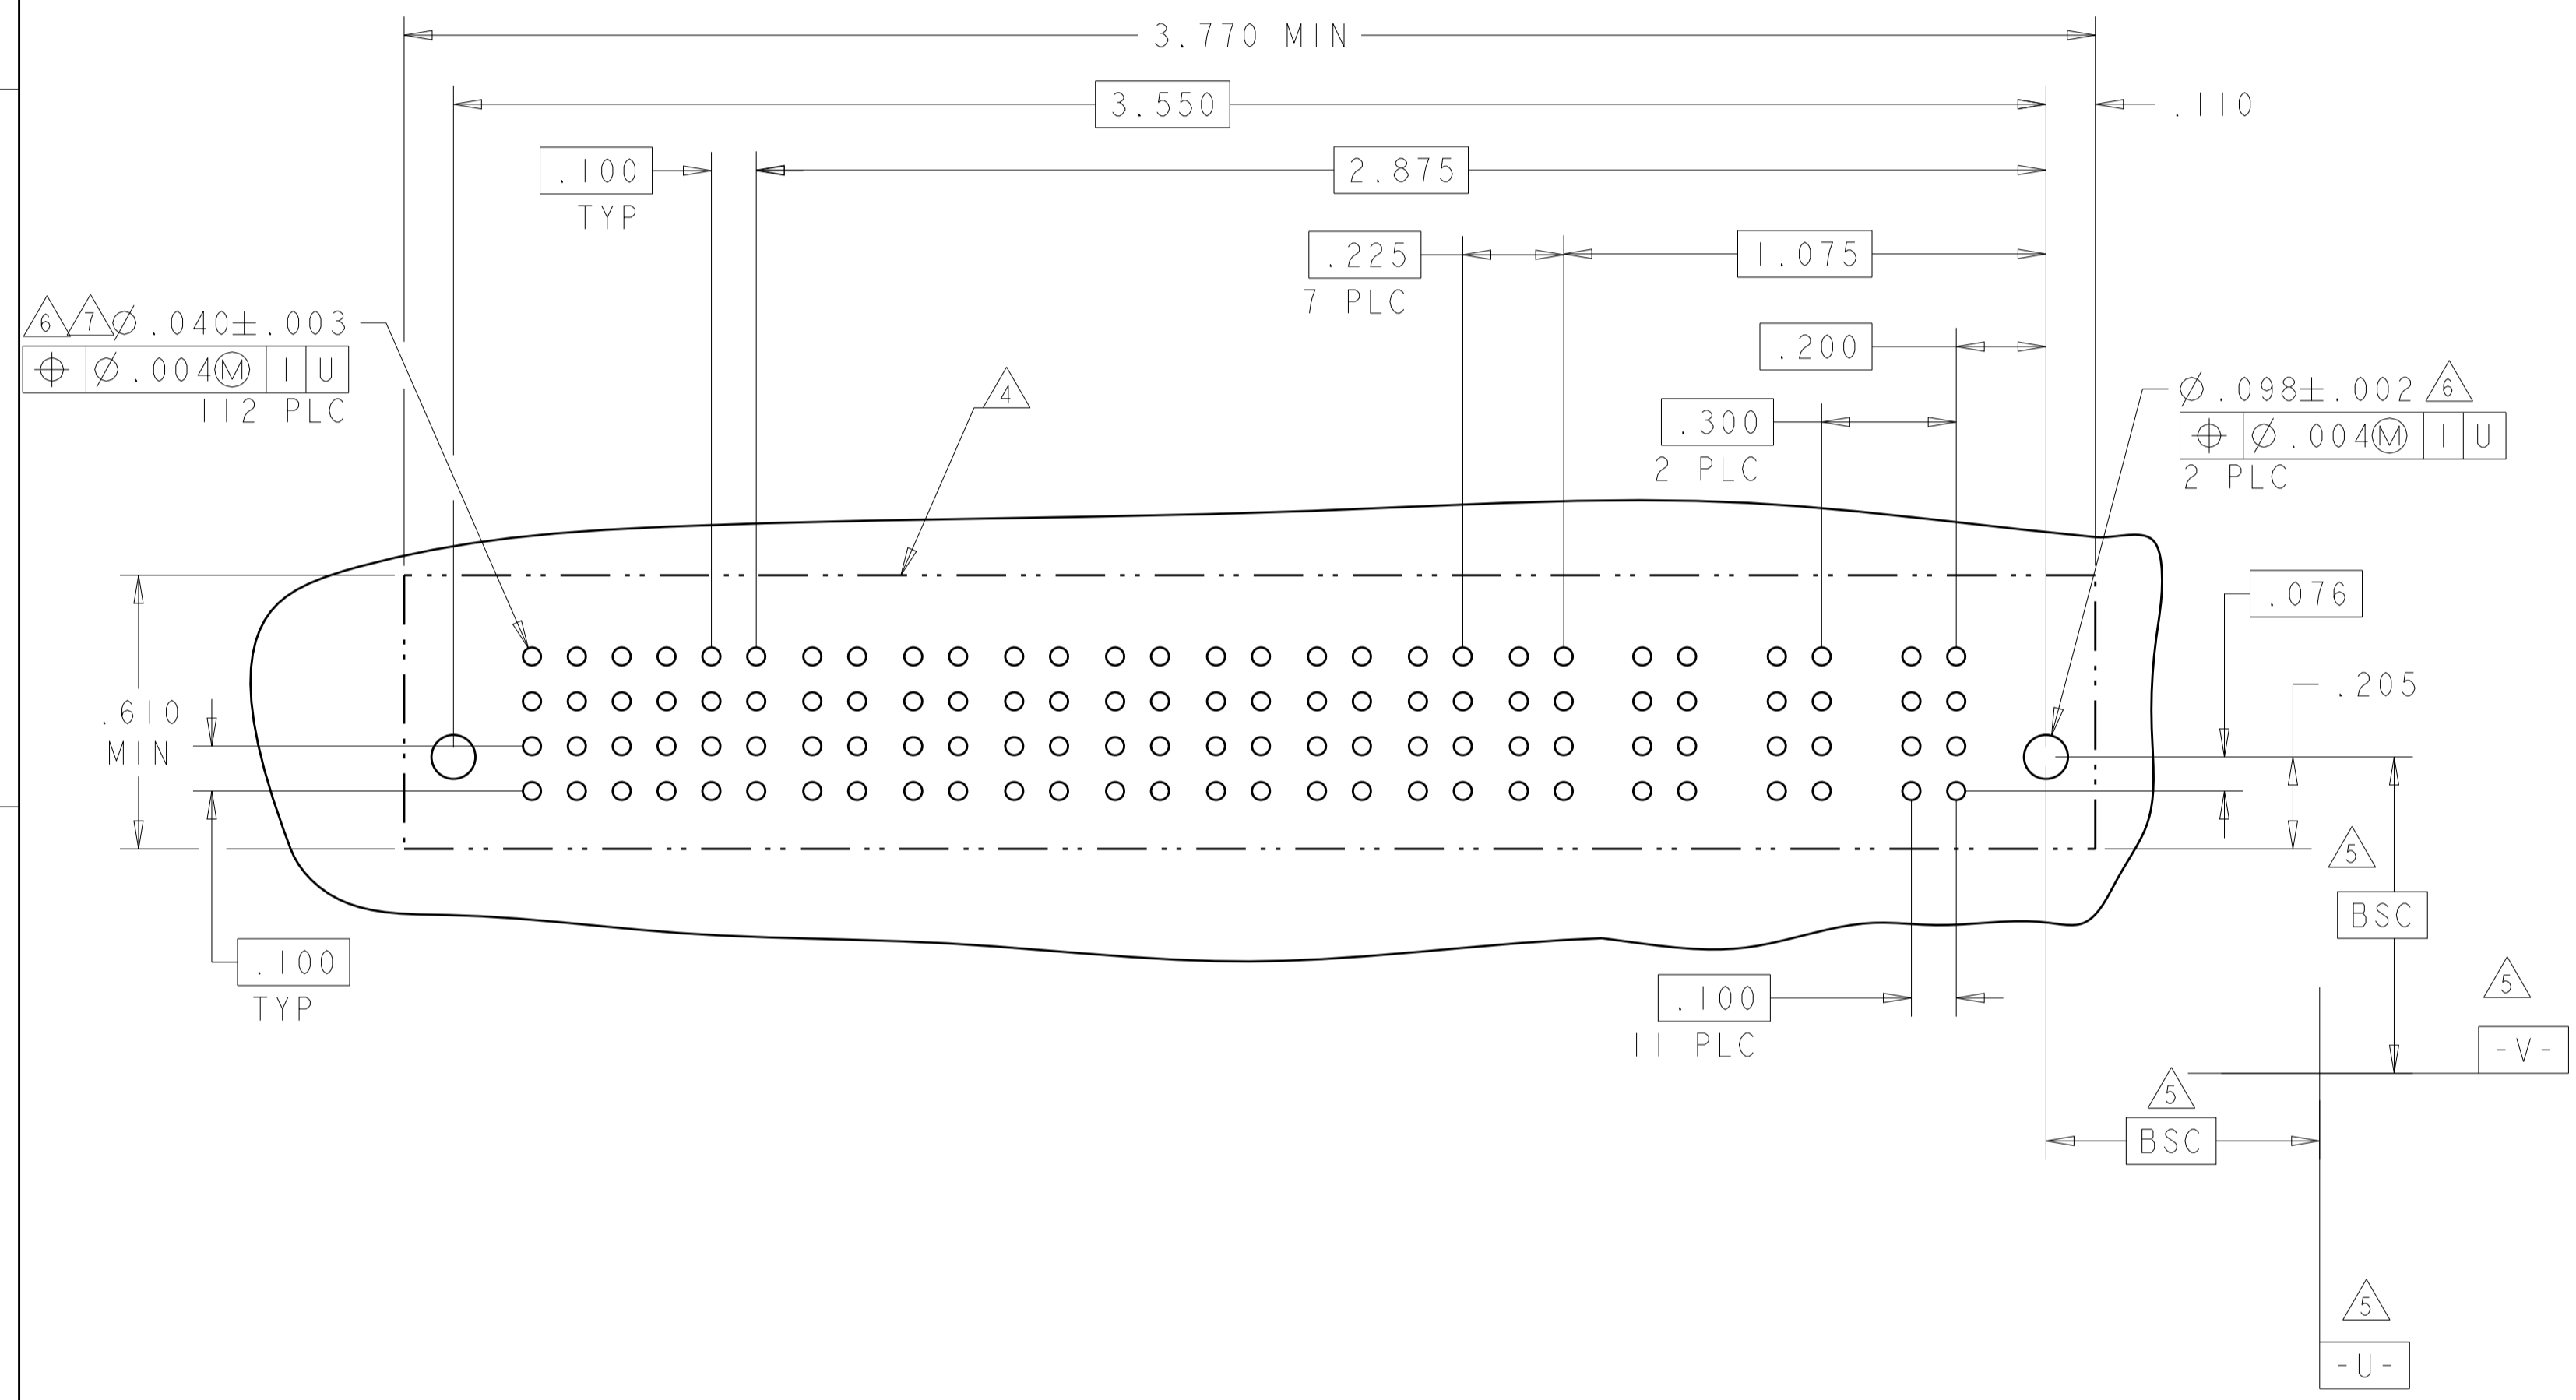 3.770 MIN
3.550
.110
.100
TYP
2.875
.225
7 PLC
1.075
6 7 Ø.040±.003
⌖ Ø.004Ⓜ | U
112 PLC
.200
4
.300
2 PLC
Ø.098±.002 6
⌖ Ø.004Ⓜ | U
2 PLC
.076
.205
.610
MIN
5
BSC
.100
TYP
.100
11 PLC
5
-V-
5
BSC
5
-U-